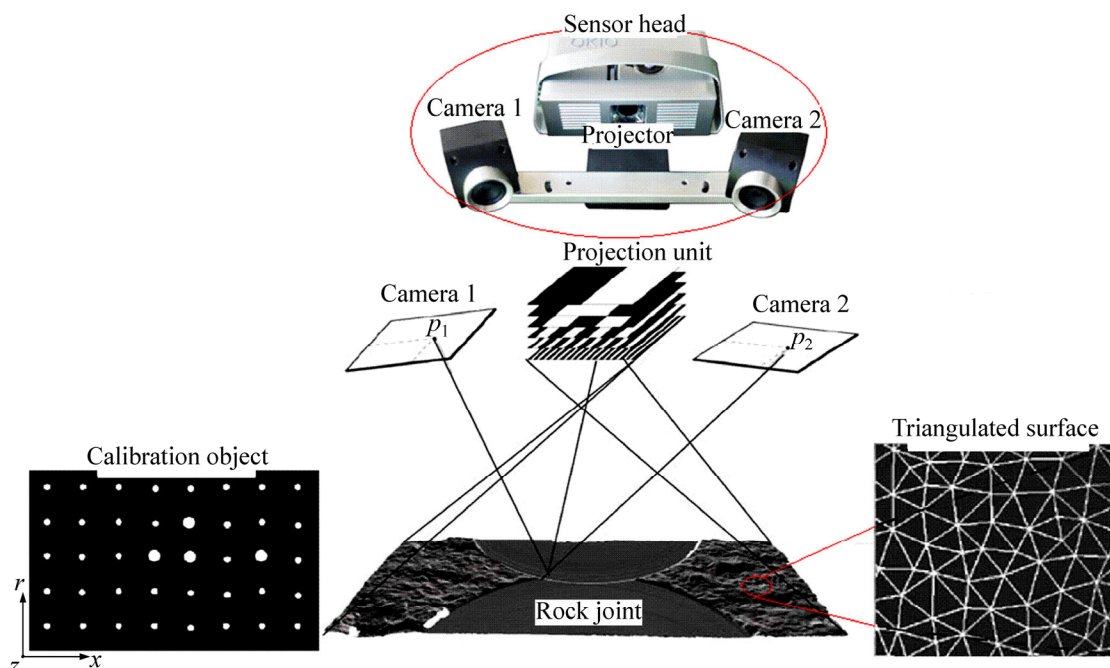 Sensor head
OKIO
Camera 1
Camera 2
Projector
Projection unit
Camera 1
Camera 2
p1
p2
Calibration object
Triangulated surface
r
z
x
Rock joint